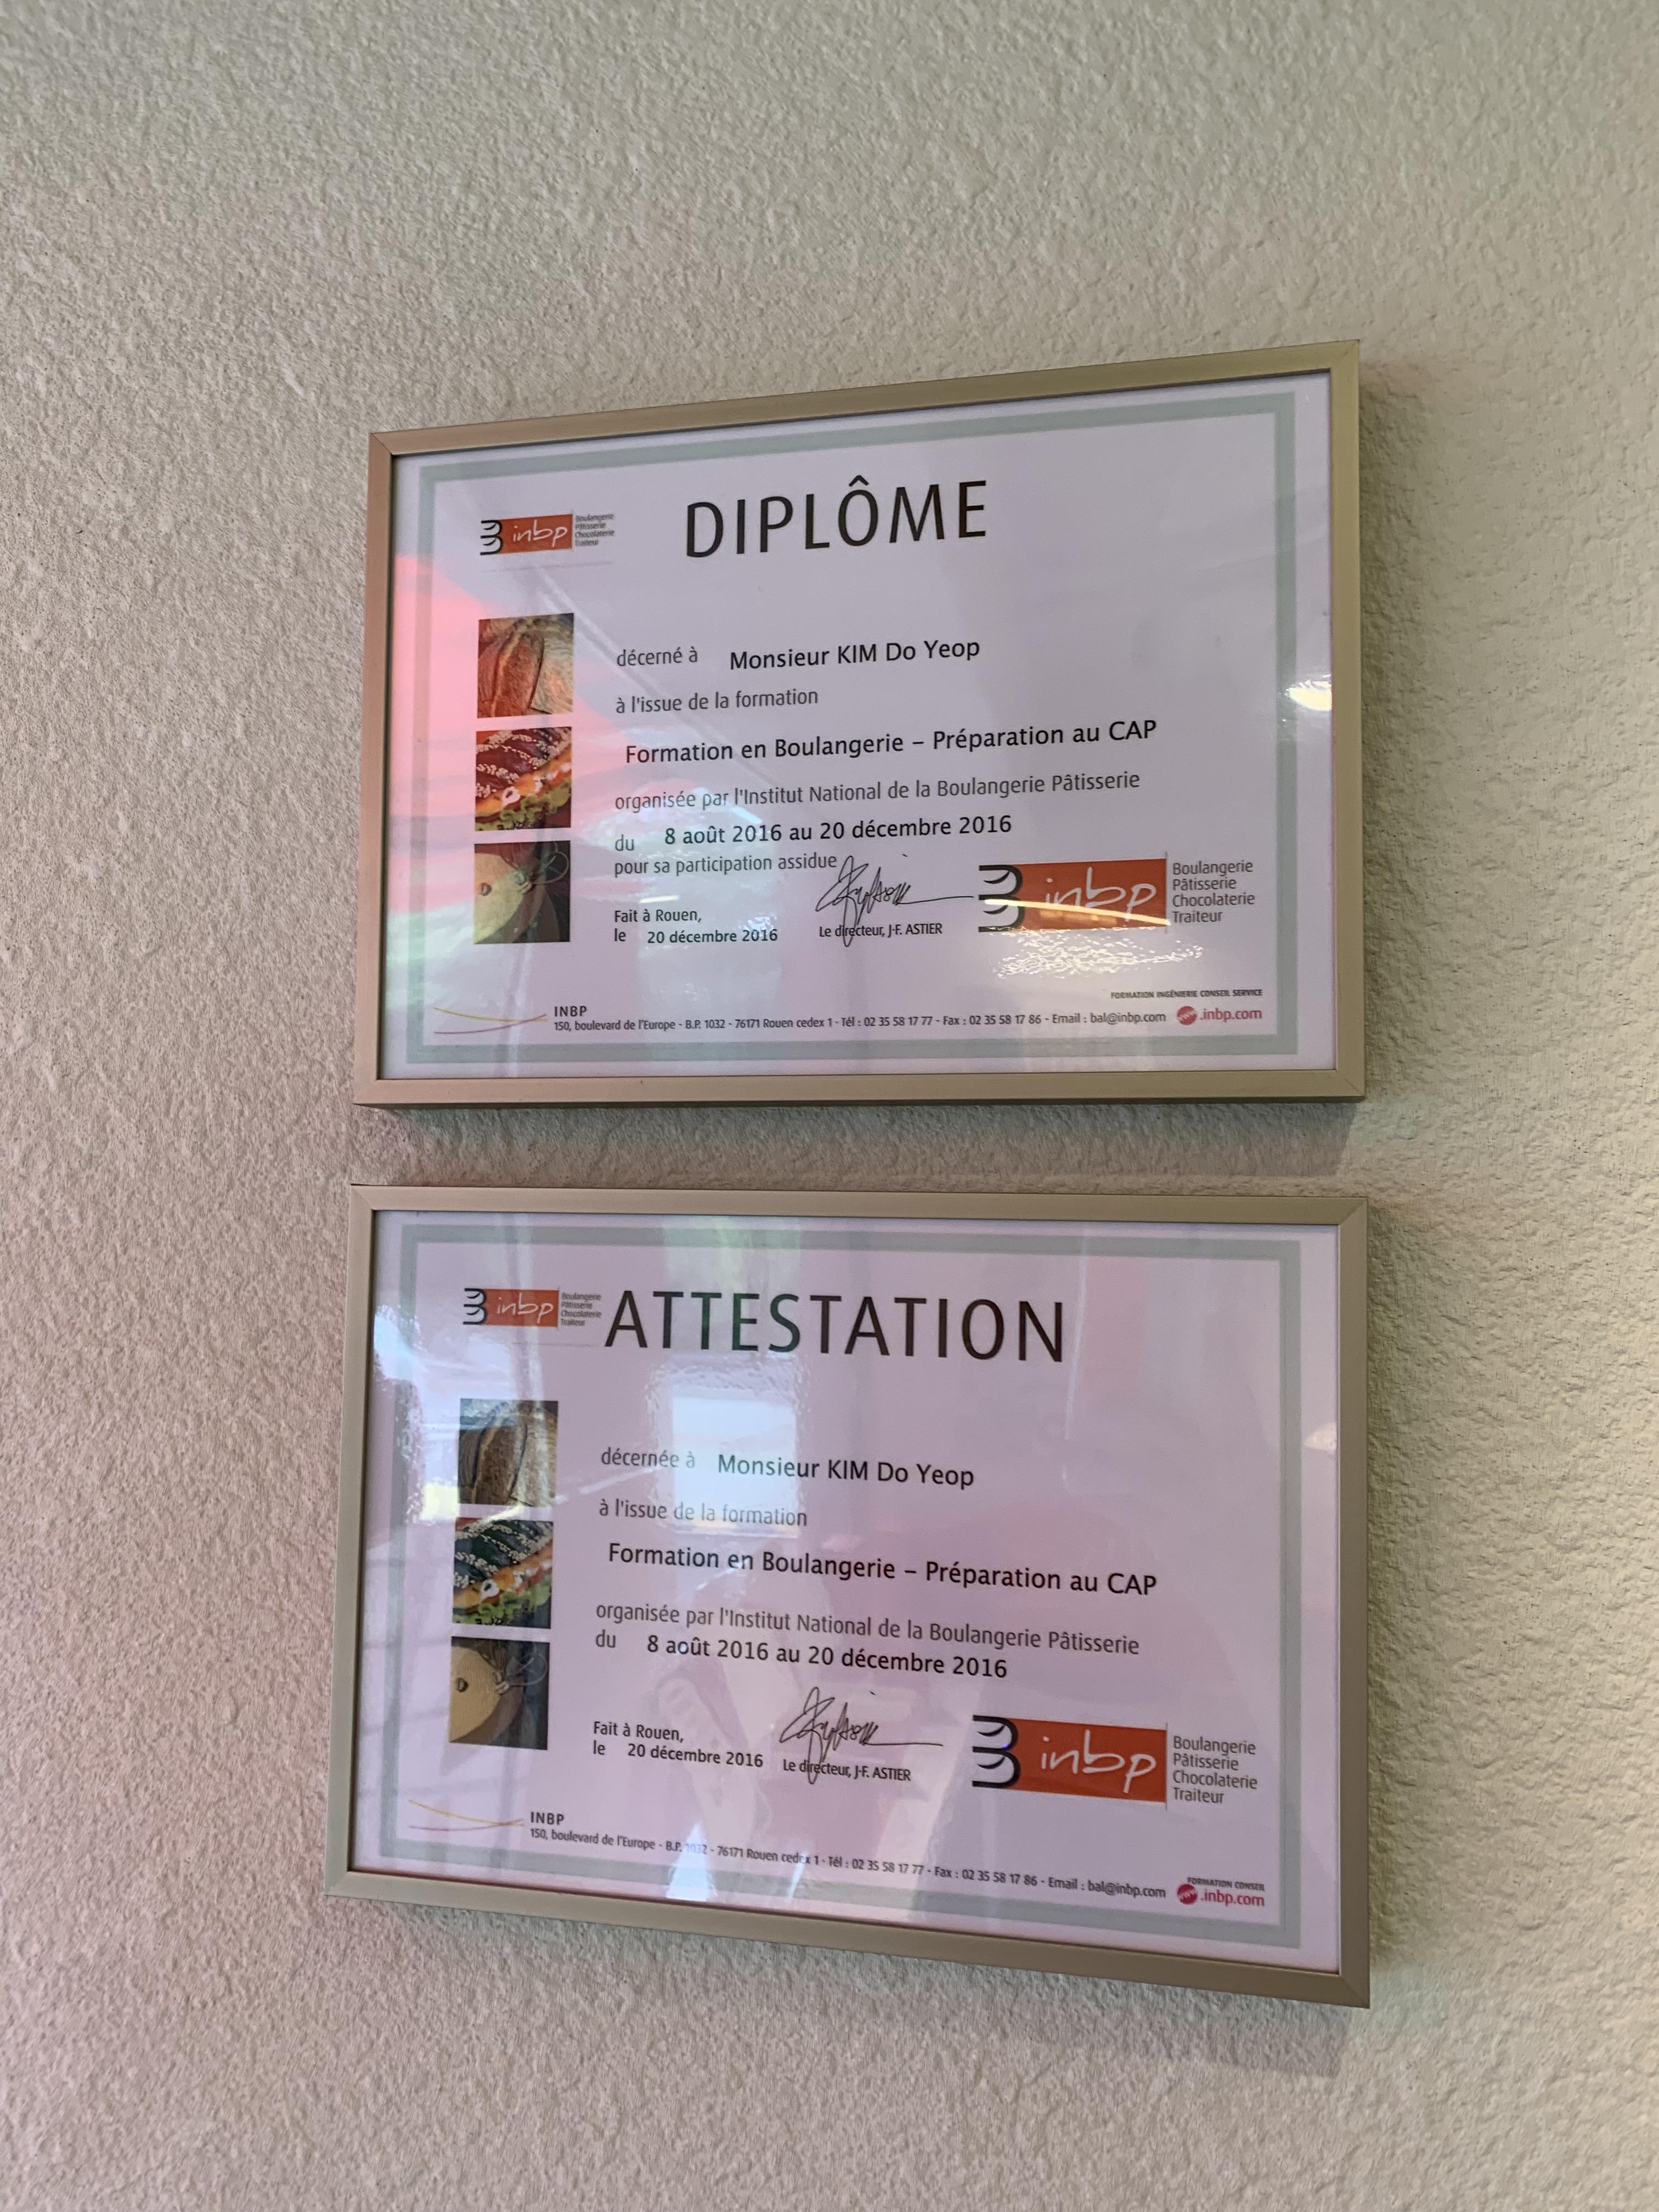 DIPLÔME
inbp
Boulangerie
Pâtisserie
Chocolaterie
Traiteur
décerné à Monsieur KIM Do Yeop
à l'issue de la formation
Formation en Boulangerie – Préparation au CAP
organisée par l'Institut National de la Boulangerie Pâtisserie
du 8 août 2016 au 20 décembre 2016
pour sa participation assidue
Fait à Rouen,
le 20 décembre 2016
Le directeur, J-F. ASTIER
inbp
Boulangerie
Pâtisserie
Chocolaterie
Traiteur
FORMATION INGÉNIERIE CONSEIL SERVICE
INBP
150, boulevard de l'Europe - B.P. 1032 - 76171 Rouen cedex 1 - Tél : 02 35 58 17 77 - Fax : 02 35 58 17 86 - Email : bal@inbp.com www.inbp.com
inbp
Boulangerie
Pâtisserie
Chocolaterie
Traiteur
ATTESTATION
décernée à Monsieur KIM Do Yeop
à l'issue de la formation
Formation en Boulangerie – Préparation au CAP
organisée par l'Institut National de la Boulangerie Pâtisserie
du 8 août 2016 au 20 décembre 2016
Fait à Rouen,
le 20 décembre 2016
Le directeur, J-F. ASTIER
inbp
Boulangerie
Pâtisserie
Chocolaterie
Traiteur
INBP
150, boulevard de l'Europe - B.P. 1032 - 76171 Rouen cedex 1 - Tél : 02 35 58 17 77 - Fax : 02 35 58 17 86 - Email : bal@inbp.com
FORMATION CONSEIL
www.inbp.com